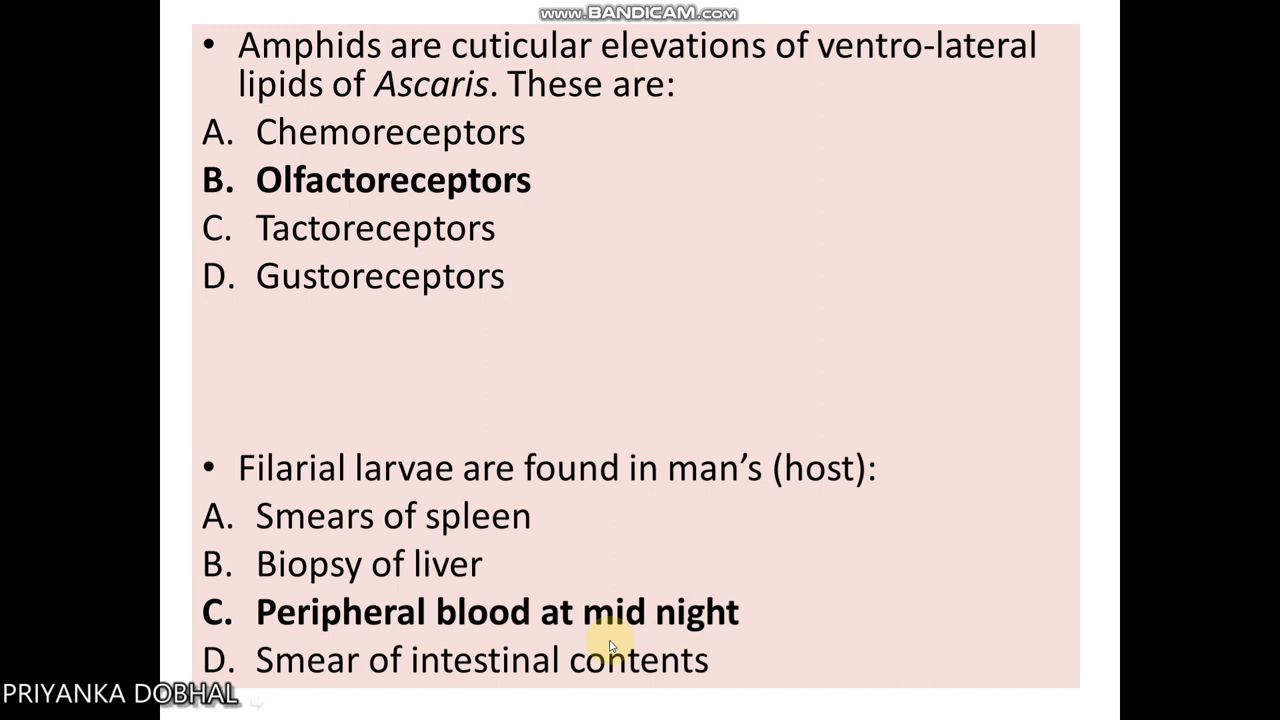 www.BANDICAM.com
• Amphids are cuticular elevations of ventro-lateral
lipids of Ascaris. These are:
A. Chemoreceptors
B. Olfactoreceptors
C. Tactoreceptors
D. Gustoreceptors
• Filarial larvae are found in man’s (host):
A. Smears of spleen
B. Biopsy of liver
C. Peripheral blood at mid night
D. Smear of intestinal contents
PRIYANKA DOBHAL